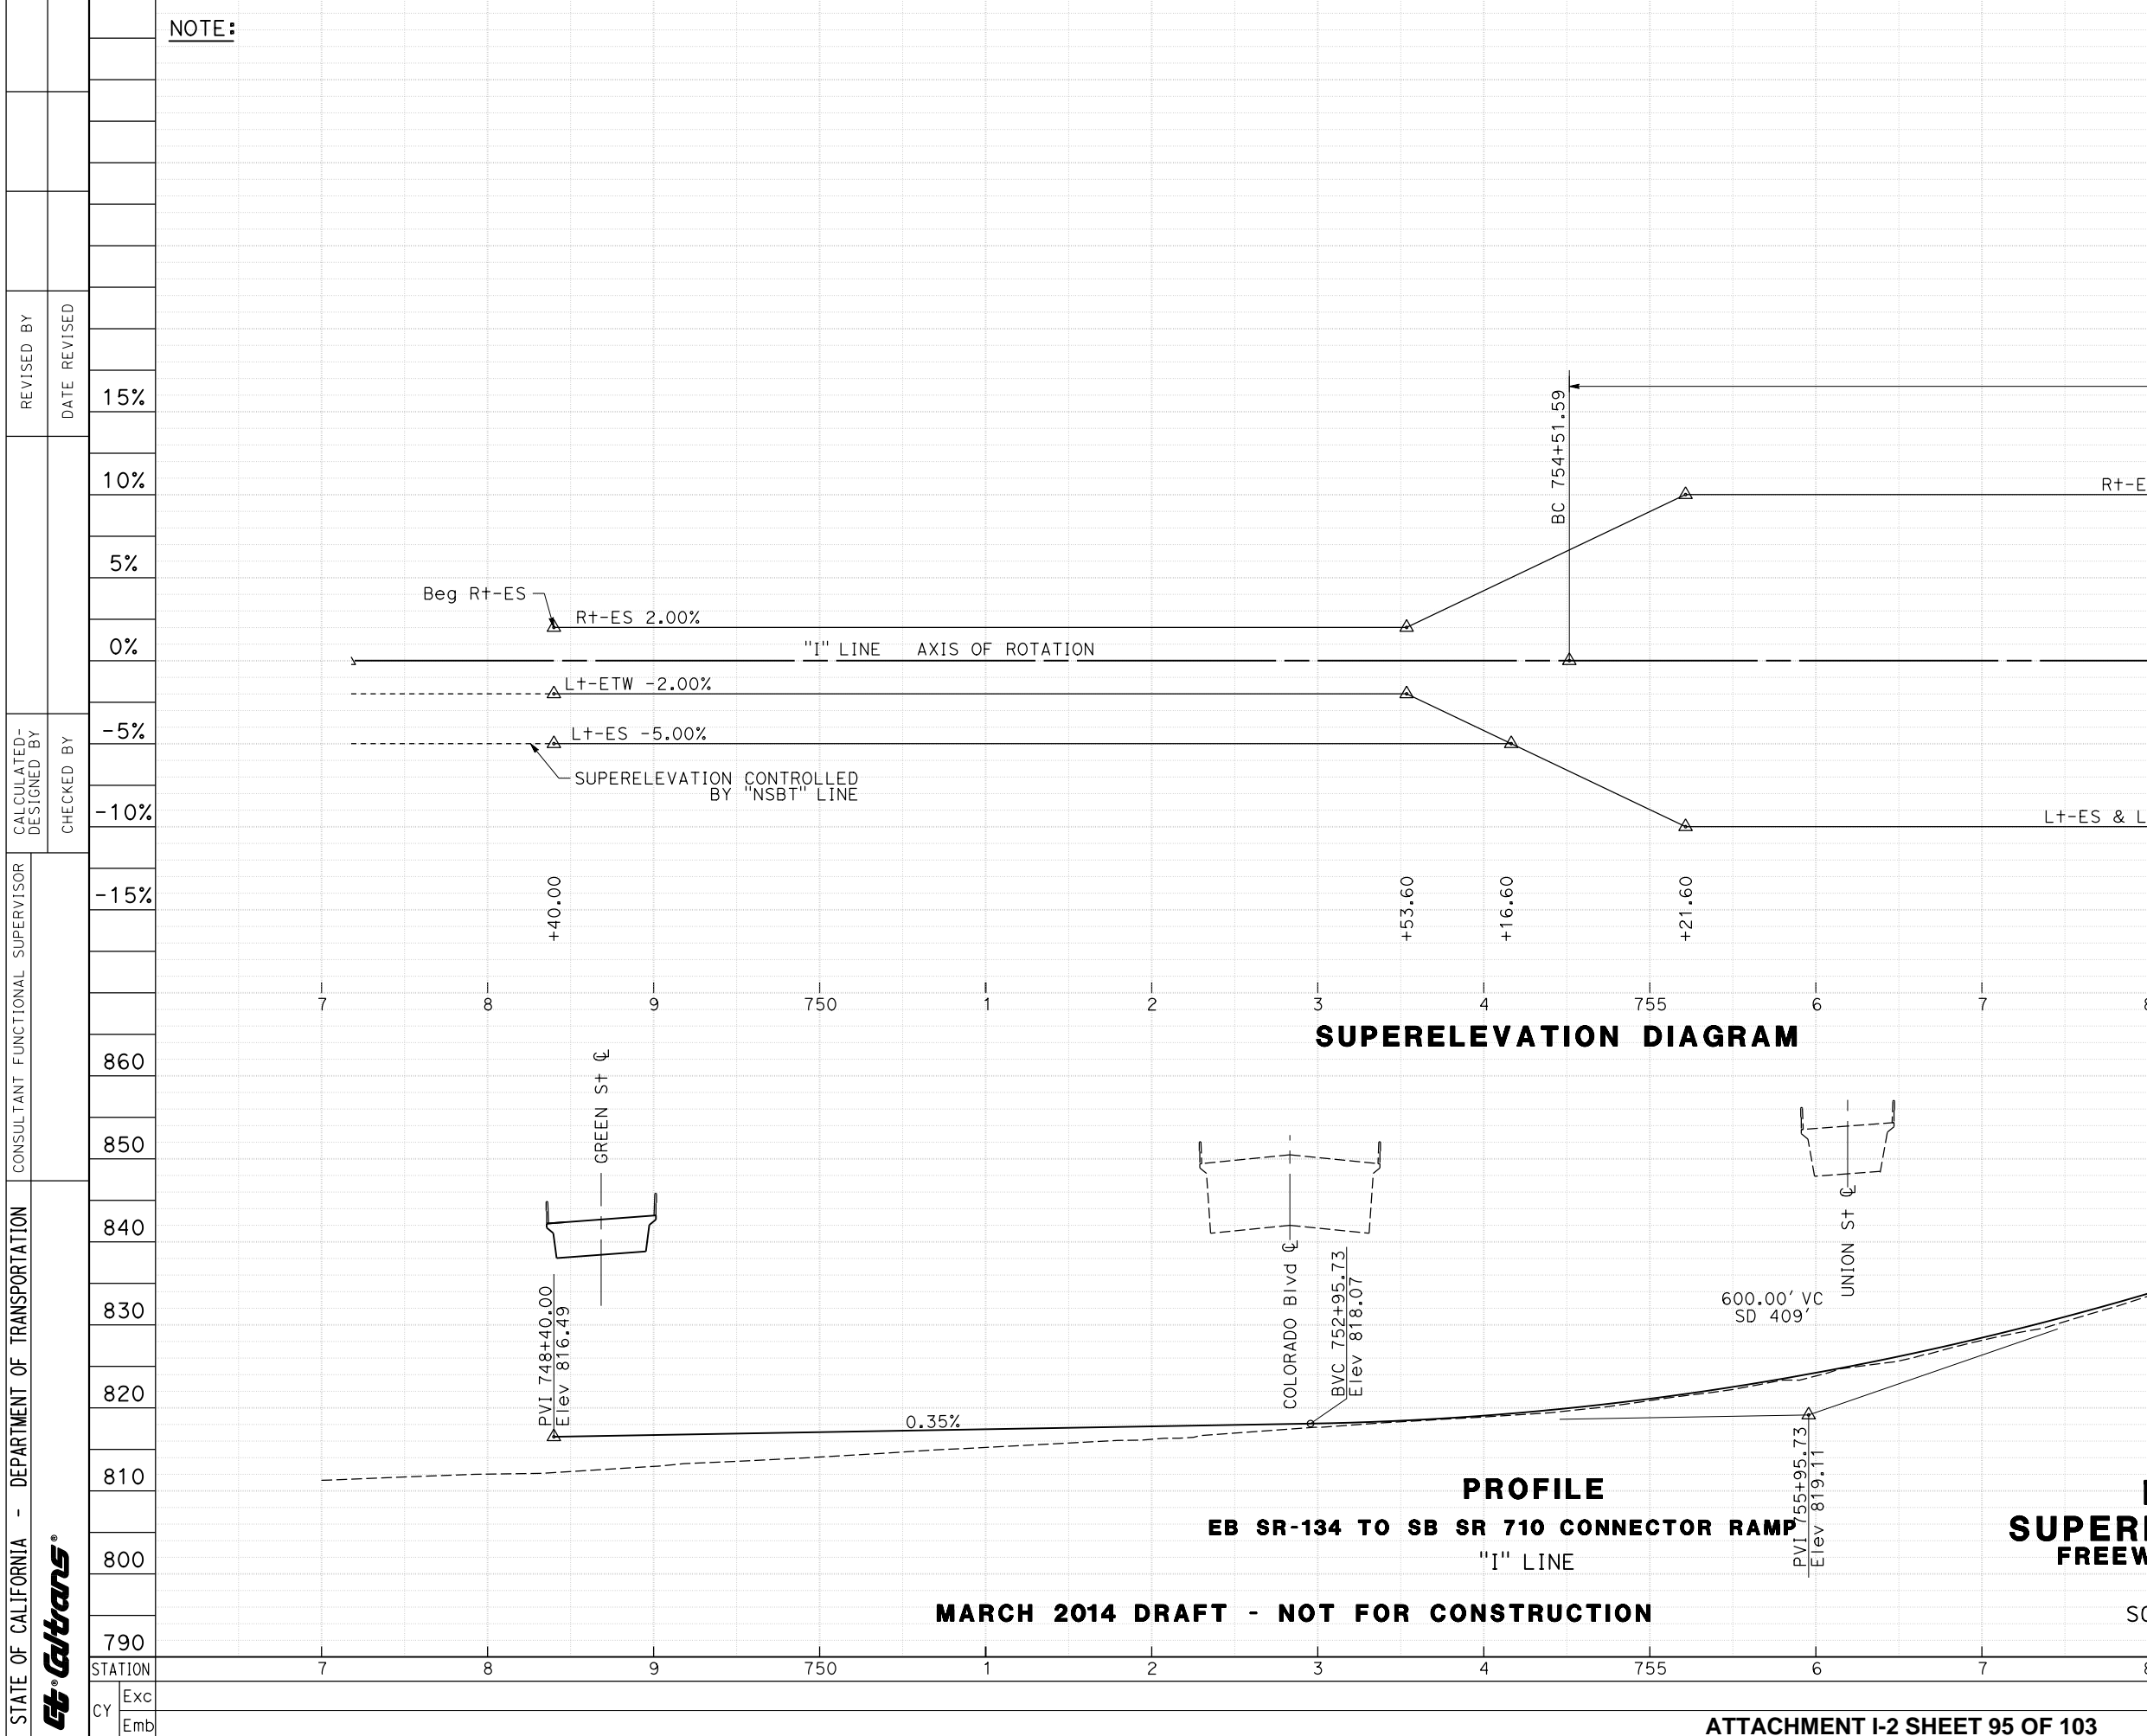 NOTE:
REVISED BY
DATE REVISED
CALCULATED-
DESIGNED BY
CHECKED BY
CONSULTANT FUNCTIONAL SUPERVISOR
STATE OF CALIFORNIA - DEPARTMENT OF TRANSPORTATION
Caltrans®
15%
10%
5%
0%
-5%
-10%
-15%
BC 754+51.59
Rt-E
Beg Rt-ES
Rt-ES 2.00%
"I" LINE AXIS OF ROTATION
Lt-ETW -2.00%
Lt-ES -5.00%
SUPERELEVATION CONTROLLED
BY "NSBT" LINE
Lt-ES & L
+40.00
+53.60
+16.60
+21.60
7 8 9 750 1 2 3 4 755 6 7 8
SUPERELEVATION DIAGRAM
860
850
840
830
820
810
800
790
GREEN St ℄
COLORADO Blvd ℄
UNION St ℄
PVI 748+40.00
Elev 816.49
BVC 752+95.73
Elev 818.07
600.00' VC
SD 409'
0.35%
PVI 755+95.73
Elev 819.11
PROFILE
EB SR-134 TO SB SR 710 CONNECTOR RAMP
"I" LINE
SUPER
FREEW
MARCH 2014 DRAFT - NOT FOR CONSTRUCTION
SC
STATION 7 8 9 750 1 2 3 4 755 6 7 8
CY
Exc
Emb
ATTACHMENT I-2 SHEET 95 OF 103